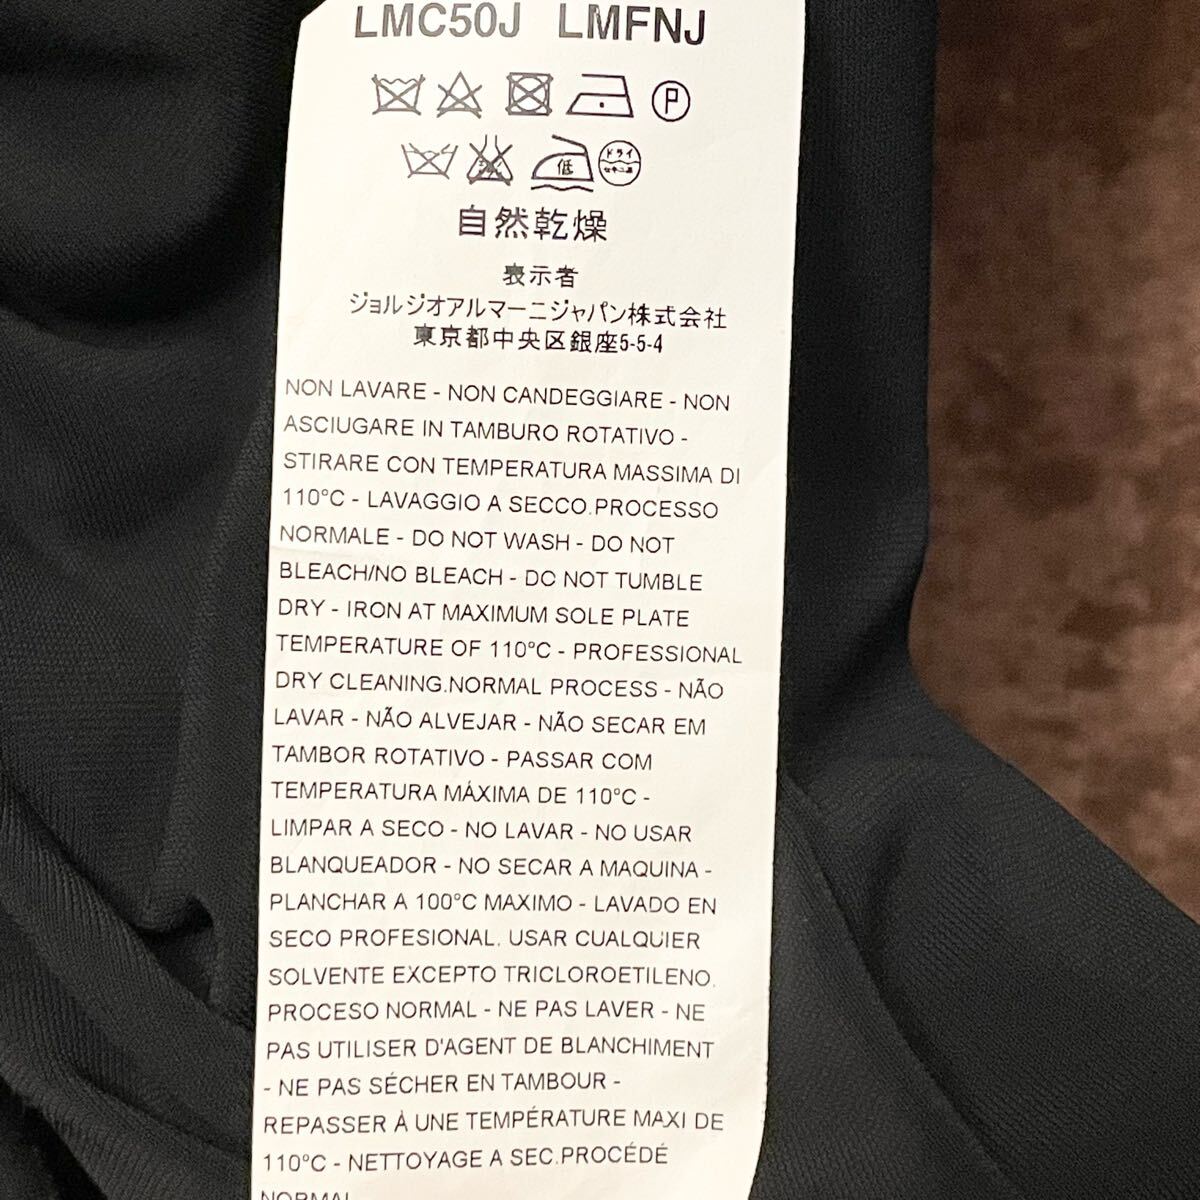 LMC50J LMFNJ
P
低 ドライ
セキユ系
自然乾燥
表示者
ジョルジオアルマーニジャパン株式会社
東京都中央区銀座5-5-4
NON LAVARE - NON CANDEGGIARE - NON
ASCIUGARE IN TAMBURO ROTATIVO -
STIRARE CON TEMPERATURA MASSIMA DI
110°C - LAVAGGIO A SECCO.PROCESSO
NORMALE - DO NOT WASH - DO NOT
BLEACH/NO BLEACH - DO NOT TUMBLE
DRY - IRON AT MAXIMUM SOLE PLATE
TEMPERATURE OF 110°C - PROFESSIONAL
DRY CLEANING.NORMAL PROCESS - NÃO
LAVAR - NÃO ALVEJAR - NÃO SECAR EM
TAMBOR ROTATIVO - PASSAR COM
TEMPERATURA MÁXIMA DE 110°C -
LIMPAR A SECO - NO LAVAR - NO USAR
BLANQUEADOR - NO SECAR A MAQUINA -
PLANCHAR A 100°C MAXIMO - LAVADO EN
SECO PROFESIONAL. USAR CUALQUIER
SOLVENTE EXCEPTO TRICLOROETILENO.
PROCESO NORMAL - NE PAS LAVER - NE
PAS UTILISER D'AGENT DE BLANCHIMENT
- NE PAS SÉCHER EN TAMBOUR -
REPASSER À UNE TEMPÉRATURE MAXI DE
110°C - NETTOYAGE A SEC.PROCÉDÉ
NORMAL